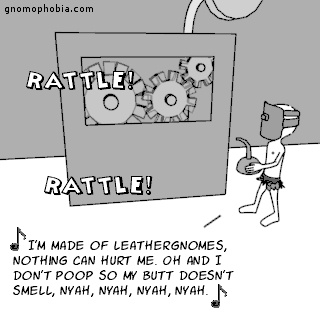 gnomophobia.com
RATTLE!
RATTLE!
I'M MADE OF LEATHERGNOMES,
NOTHING CAN HURT ME. OH AND I
DON'T POOP SO MY BUTT DOESN'T
SMELL, NYAH, NYAH, NYAH, NYAH.